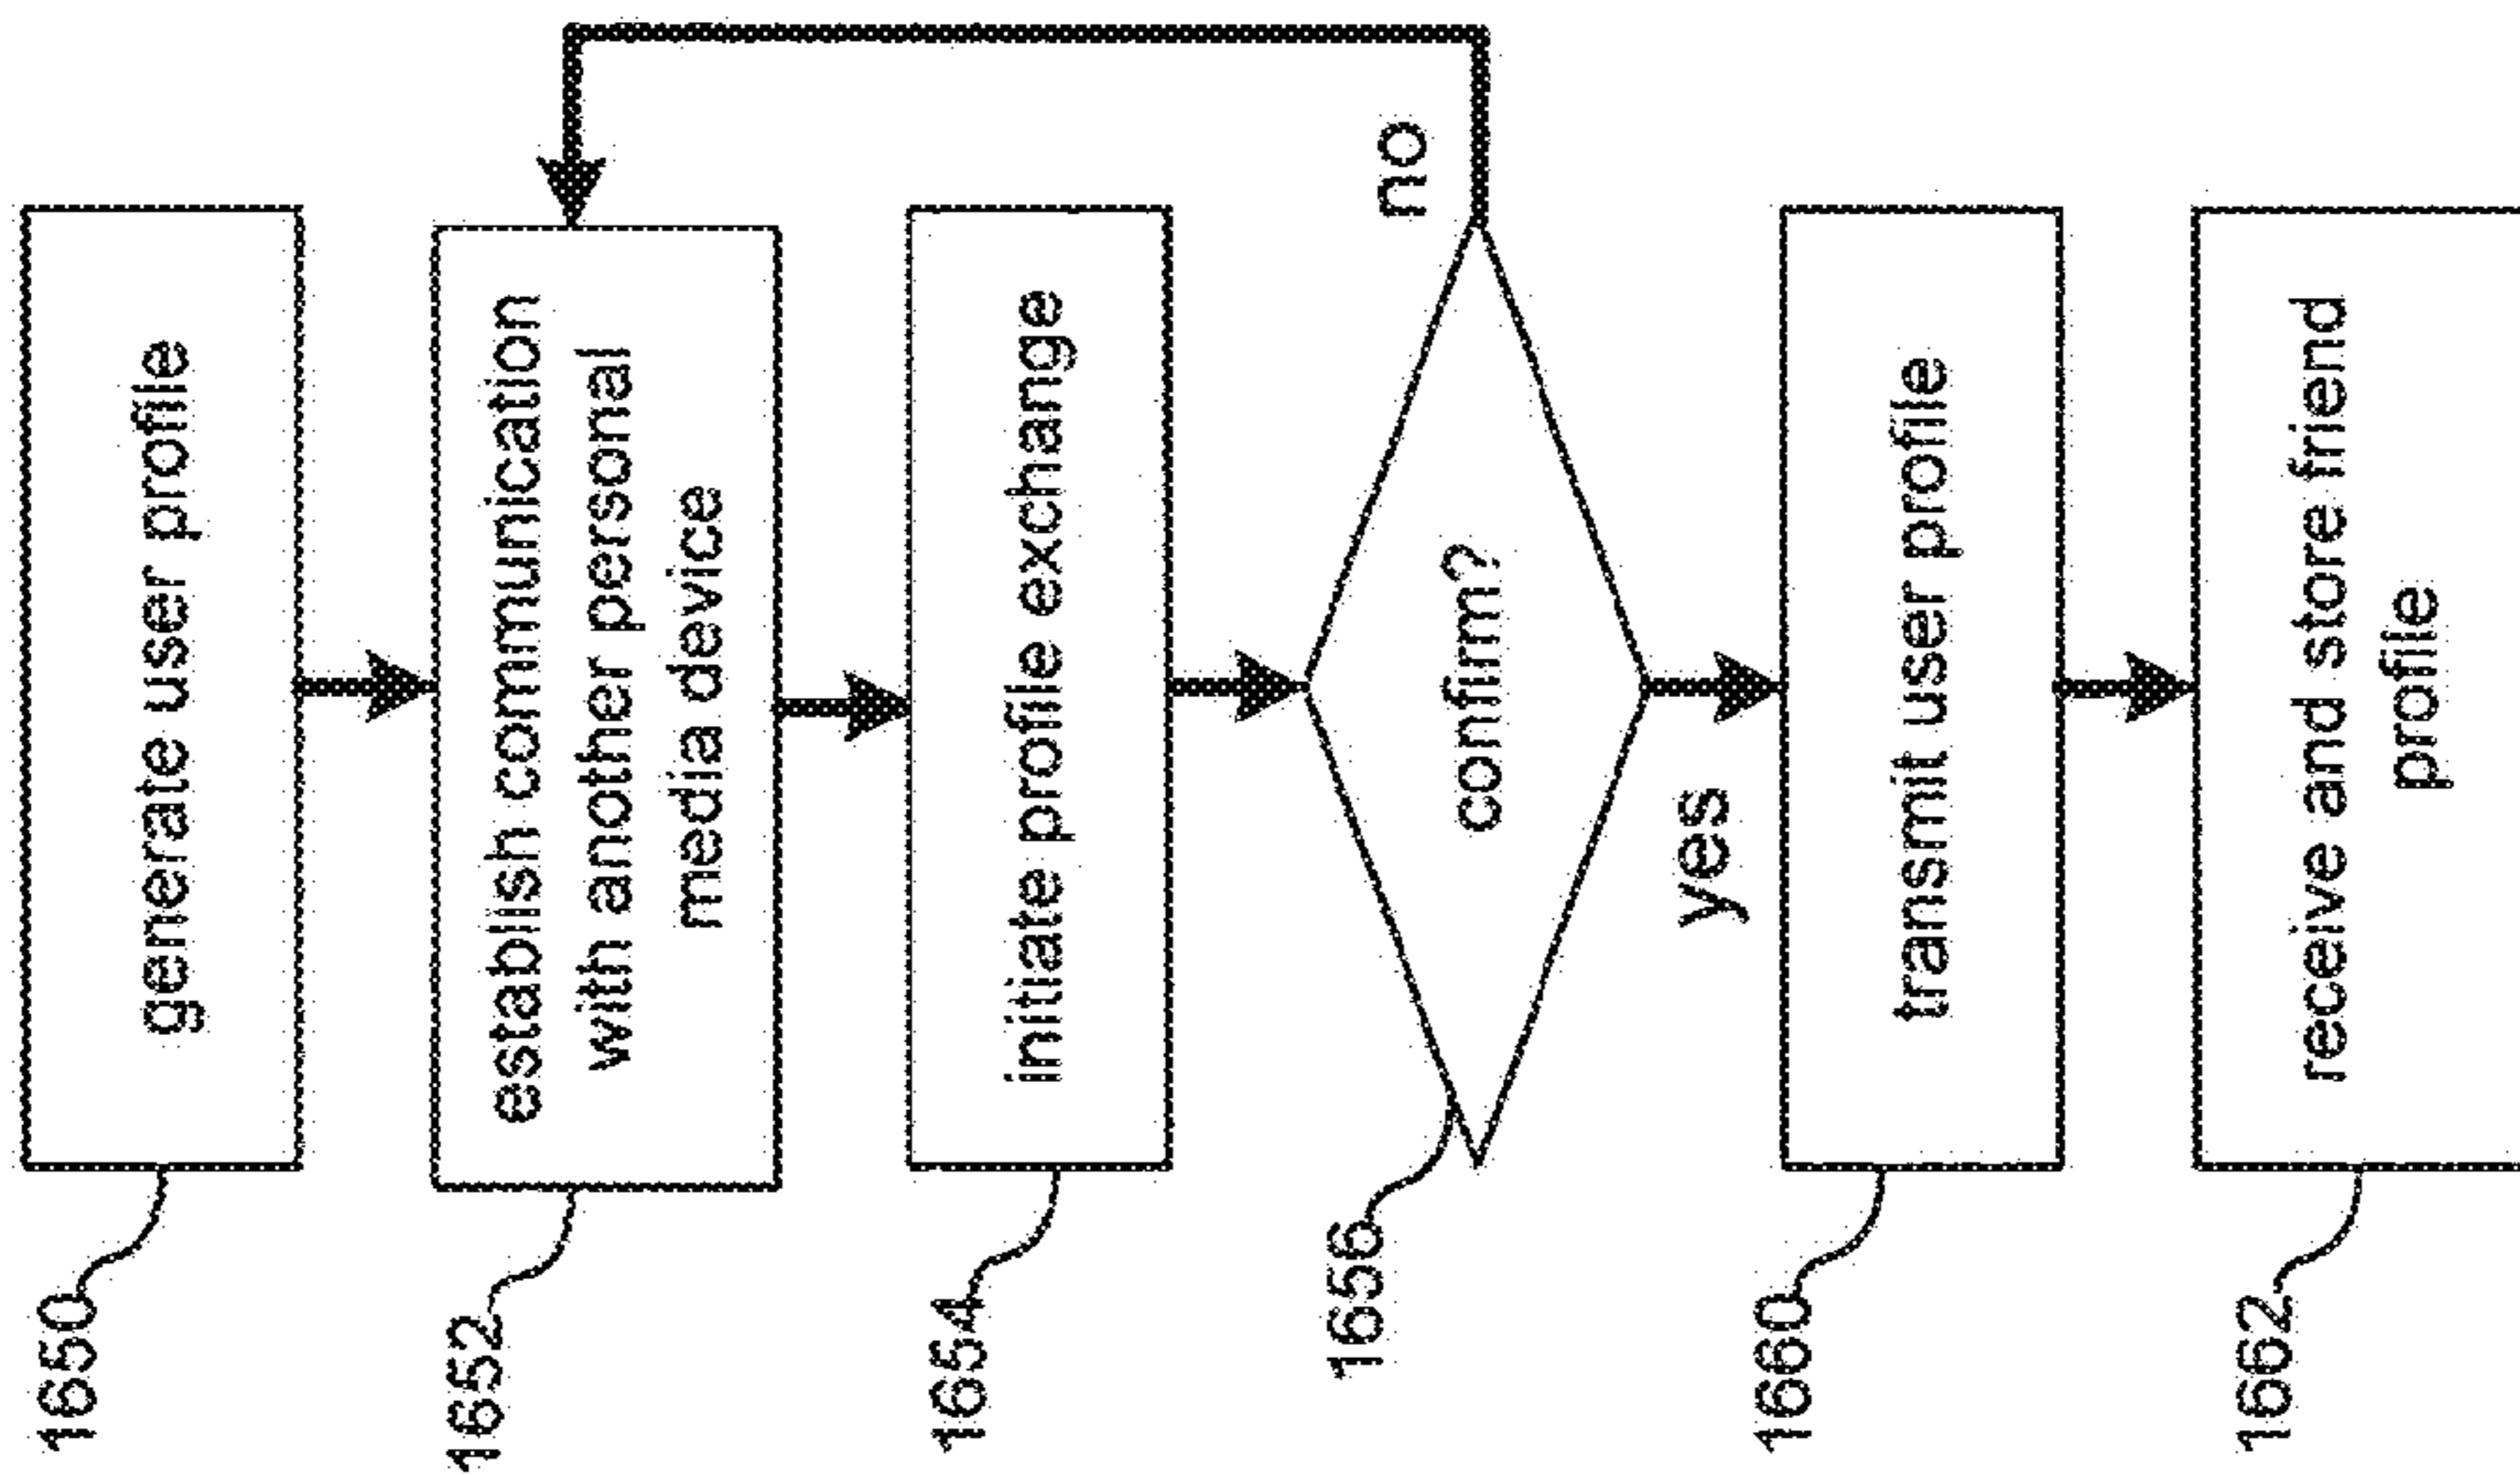 1650
generate user profile
1652
establish communication
with another personal
media device
1654
initiate profile exchange
1656
confirm?
no
yes
1660
transmit user profile
1662
receive and store friend
profile